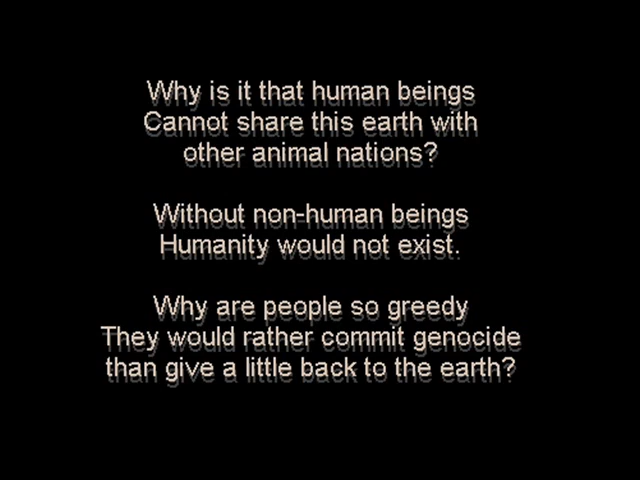 Why is it that human beings
Cannot share this earth with
other animal nations?
Without non-human beings
Humanity would not exist.
Why are people so greedy
They would rather commit genocide
than give a little back to the earth?